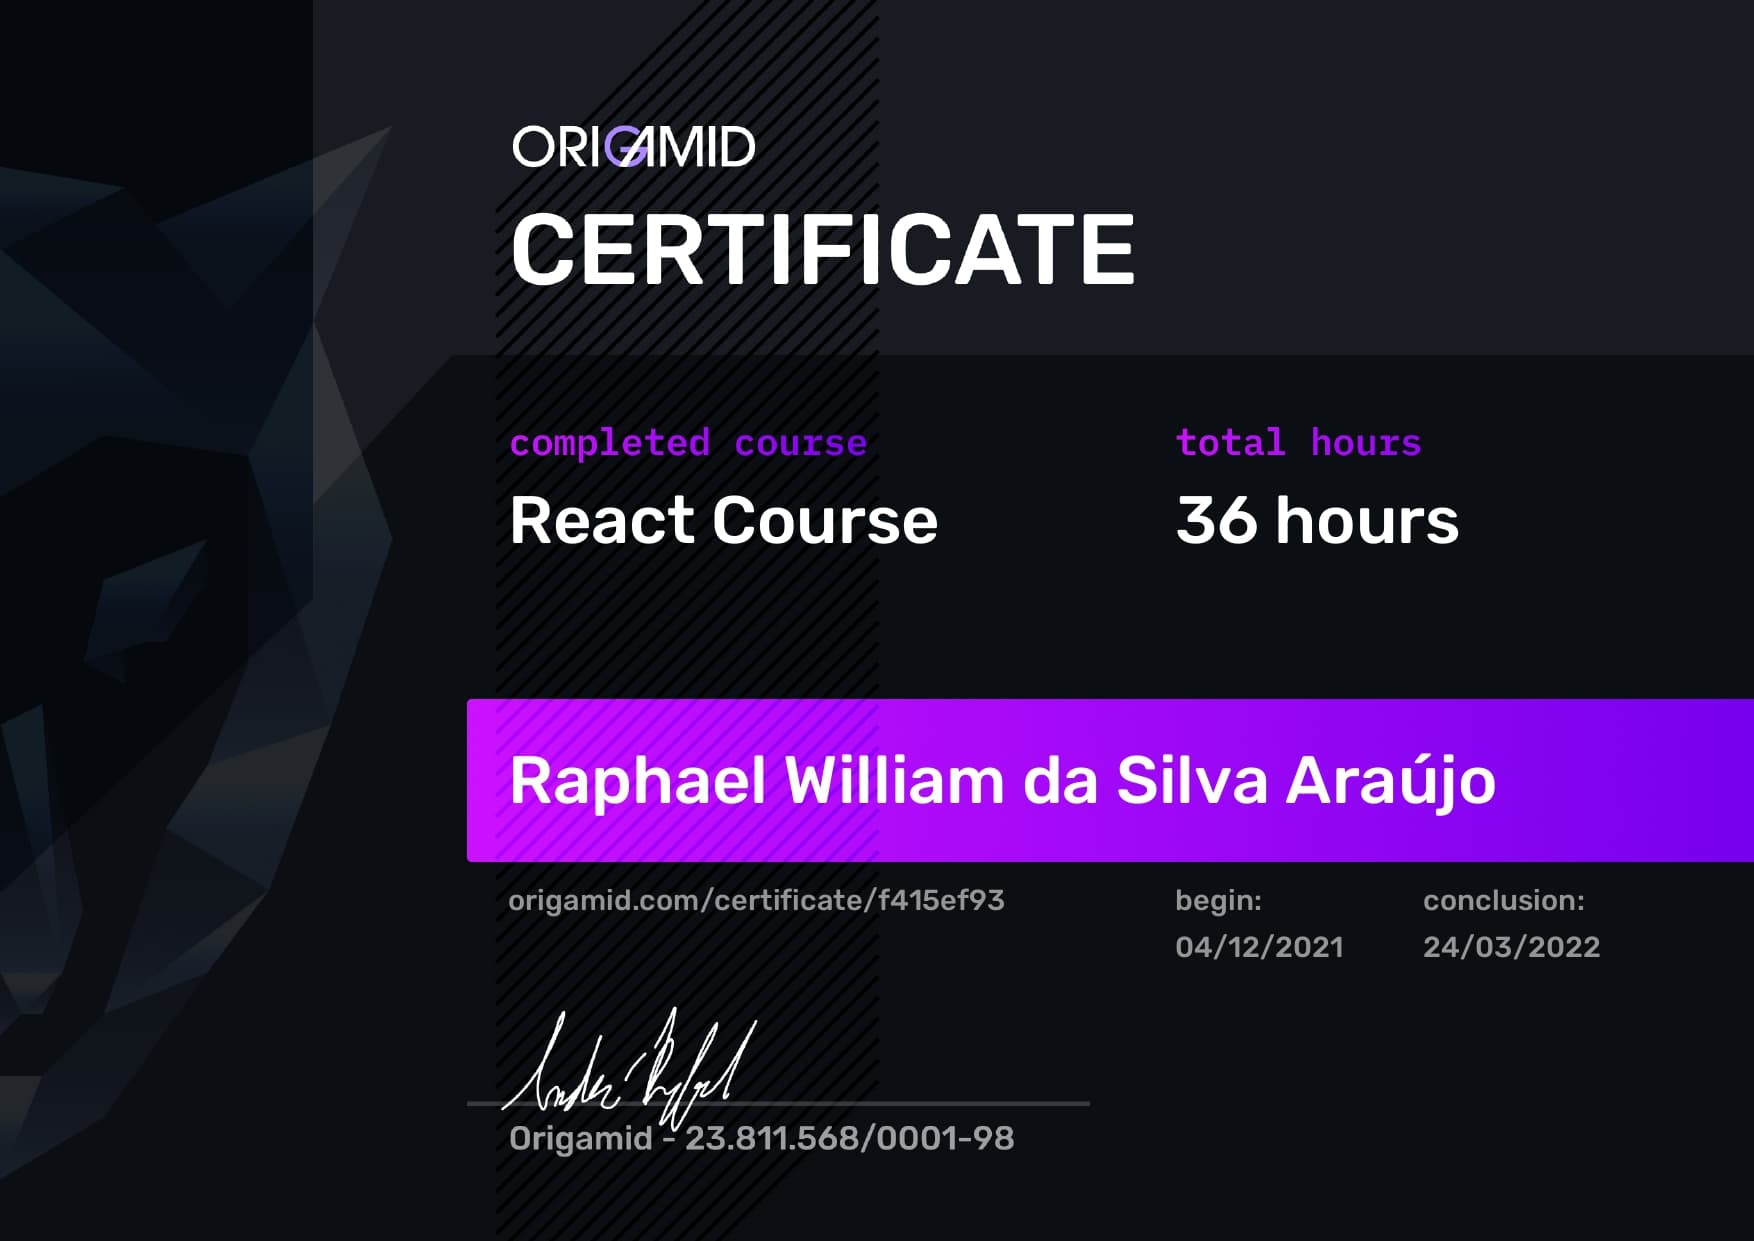 ORIGAMID
CERTIFICATE
completed course
React Course
total hours
36 hours
Raphael William da Silva Araújo
origamid.com/certificate/f415ef93
begin:
04/12/2021
conclusion:
24/03/2022
Origamid - 23.811.568/0001-98